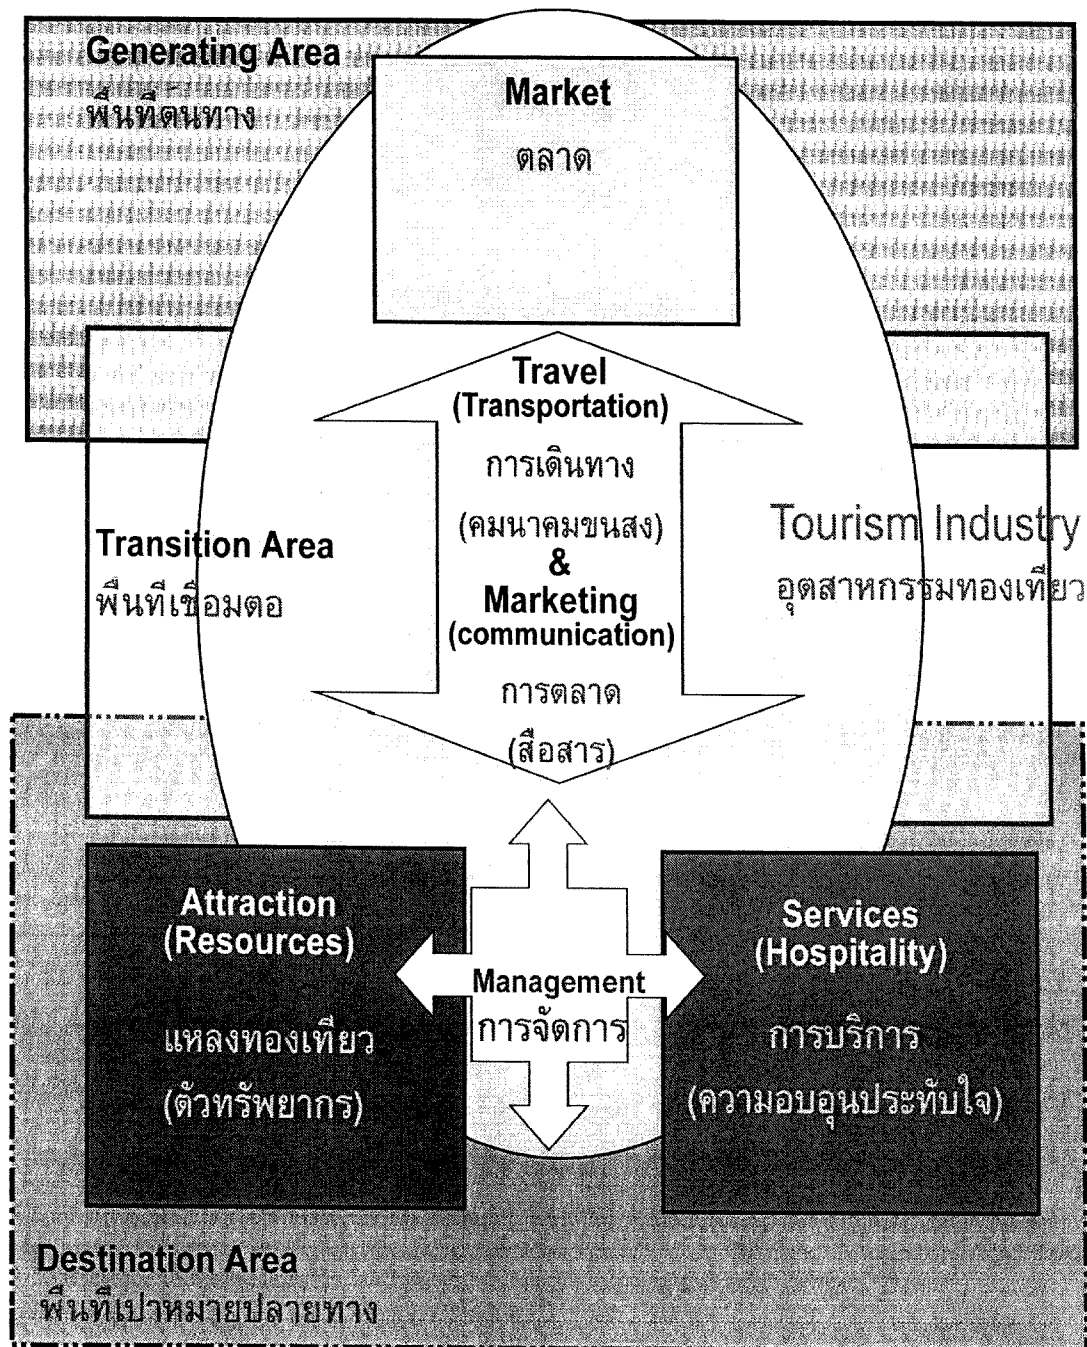 Generating Area
พืนทีตนทาง
Market
ตลาด
Travel
(Transportation)
การเดินทาง
(คมนาคมขนสง)
&
Marketing
(communication)
การตลาด
(สือสาร)
Transition Area
พืนทีเชือมตอ
Tourism Industry
อุตสาหกรรมทองเทียว
Attraction
(Resources)
แหลงทองเทียว
(ตัวทรัพยากร)
Management
การจัดการ
Services
(Hospitality)
การบริการ
(ความอบอุนประทับใจ)
Destination Area
พืนทีเปาหมายปลายทาง